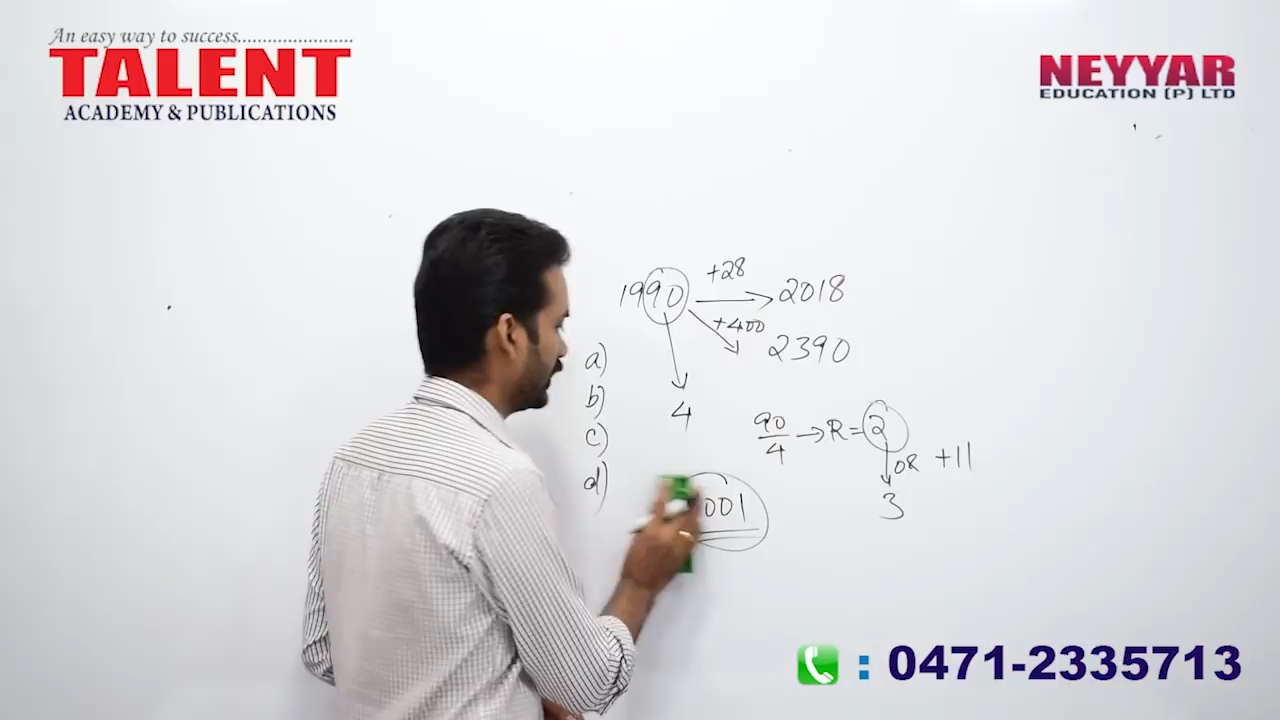 An easy way to success........................
TALENT
ACADEMY & PUBLICATIONS
NEYYAR
EDUCATION (P) LTD
1990 +28 2018
+400 2390
a)
b)
c)
d)
4
90/4 → R = 2
08 +11
3
001
: 0471-2335713